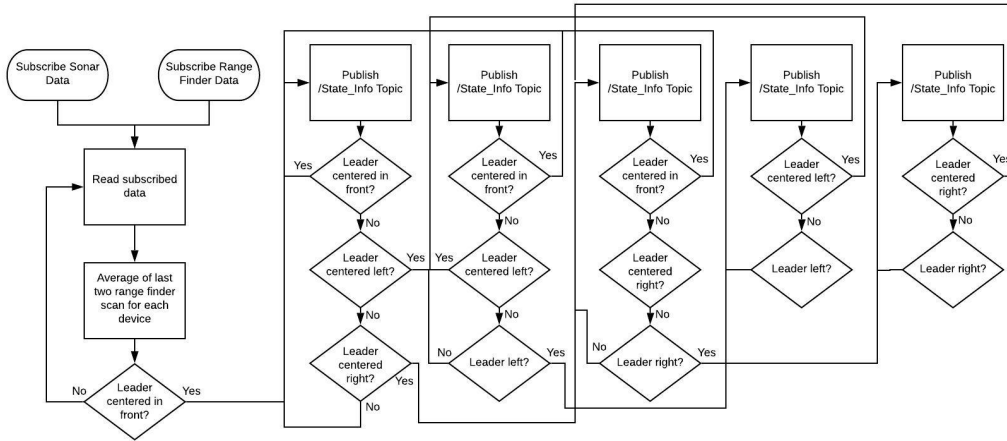 Subscribe Sonar
Data
Subscribe Range
Finder Data
Read subscribed
data
Average of last
two range finder
scan for each
device
Leader
centered in
front?
No
Yes
Publish
/State_Info Topic
Leader
centered in
front?
Yes
No
Leader
centered left?
Yes
No
Leader
centered
right?
Yes
No
Publish
/State_Info Topic
Leader
centered in
front?
Yes
No
Leader
centered left?
Yes
No
Leader left?
No
Yes
Publish
/State_Info Topic
Leader
centered in
front?
Yes
No
Leader
centered
right?
No
Leader right?
No
Yes
Publish
/State_Info Topic
Leader
centered left?
Yes
No
Leader left?
Publish
/State_Info Topic
Leader
centered
right?
Yes
No
Leader right?